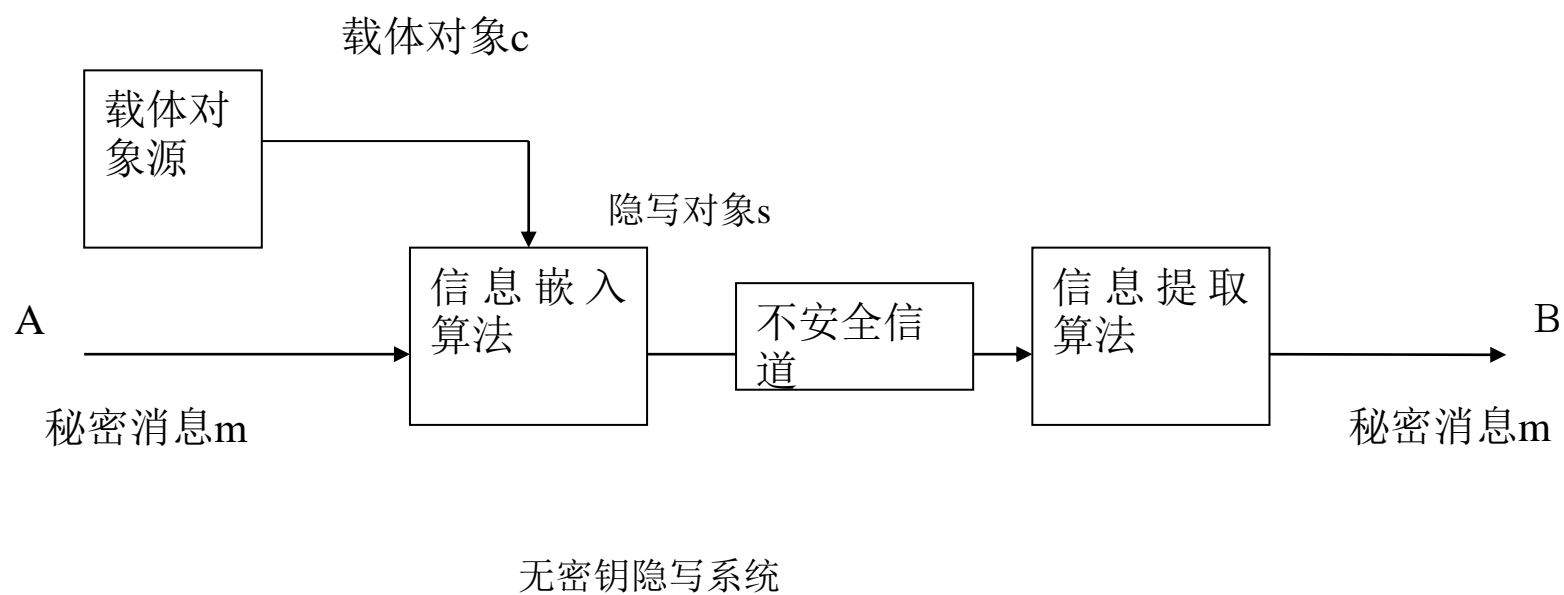 载体对象c
载体对
象源
隐写对象s
信息嵌入
算法
不安全信
道
信息提取
算法
A
B
秘密消息m
秘密消息m
无密钥隐写系统